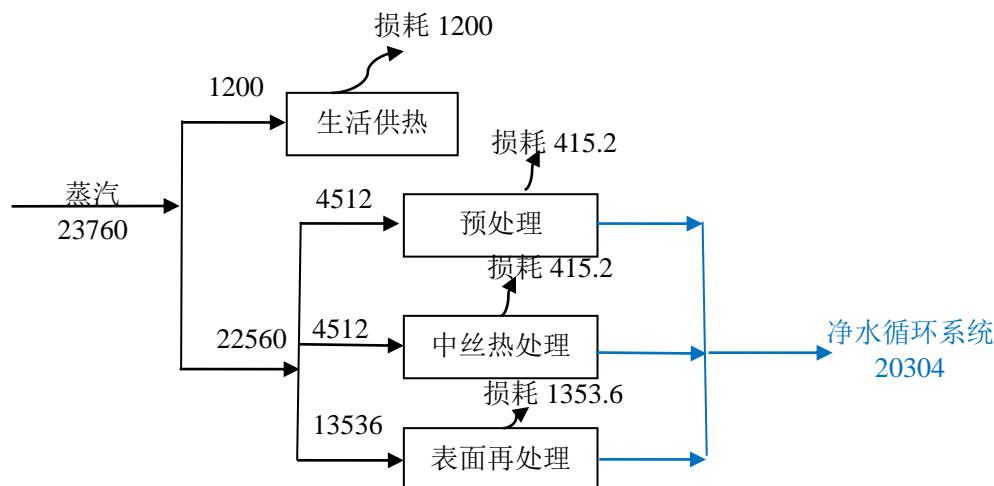 损耗 1200
1200
生活供热
损耗 415.2
蒸汽
23760
4512
预处理
损耗 415.2
22560
4512
中丝热处理
净水循环系统
20304
损耗 1353.6
13536
表面再处理